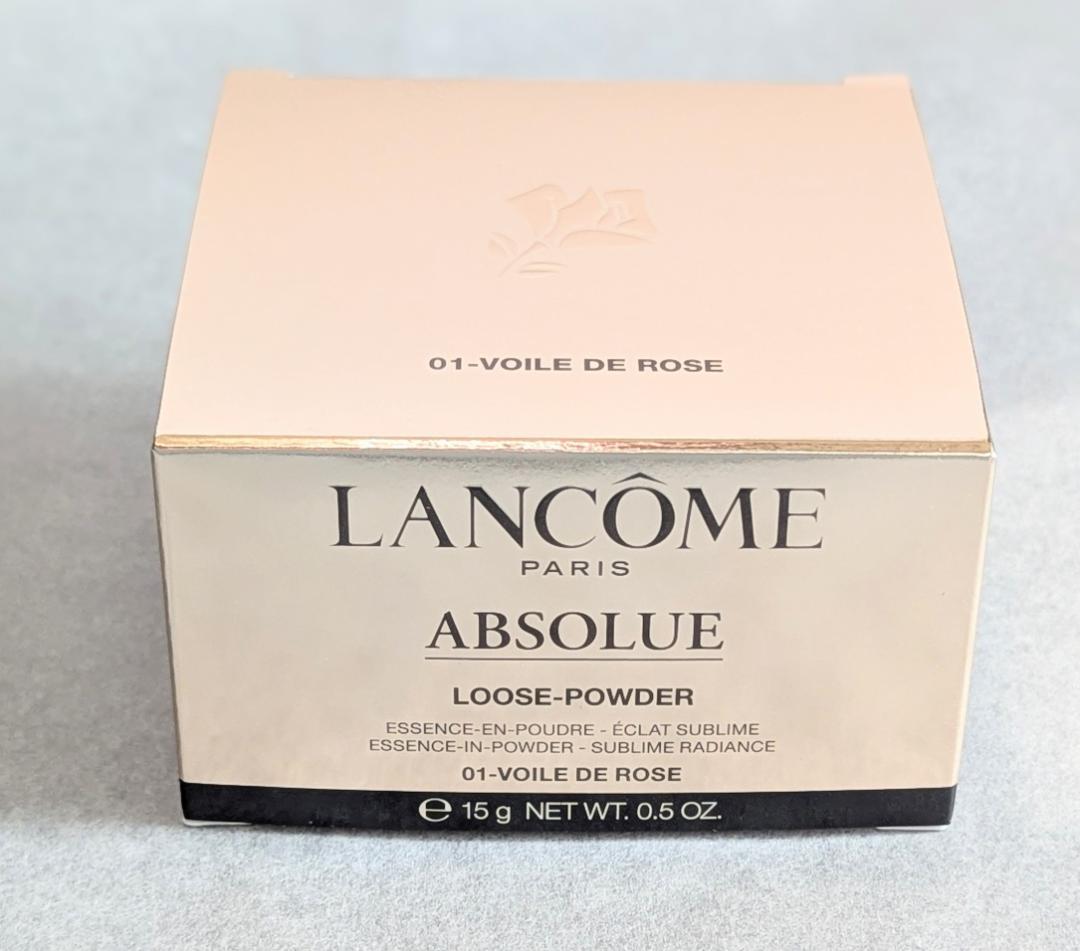 01-VOILE DE ROSE
LANCÔME
PARIS
ABSOLUE
LOOSE-POWDER
ESSENCE-EN-POUDRE - ÉCLAT SUBLIME
ESSENCE-IN-POWDER - SUBLIME RADIANCE
01-VOILE DE ROSE
℮ 15 g NET WT. 0.5 OZ.